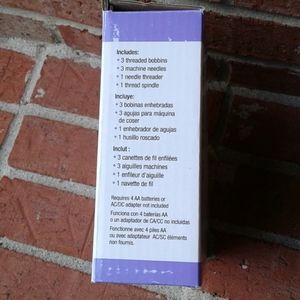 Includes:
• 3 threaded bobbins
• 3 machine needles
• 1 needle threader
• 1 thread spindle
Incluye:
• 3 bobinas enhebradas
• 3 agujas para máquina
de coser
• 1 enhebrador de agujas
• 1 husillo roscado
Inclut :
• 3 canettes de fil enfilées
• 3 aiguilles machines
• 1 enfileur d'aiguille
• 1 navette de fil
Requires 4 AA batteries or
AC/DC adapter not included
Funciona con 4 baterías AA
o un adaptador de CA/CC no incluidas
Fonctionne avec 4 piles AA
ou avec adaptateur AC/SC éléments
non fournis.